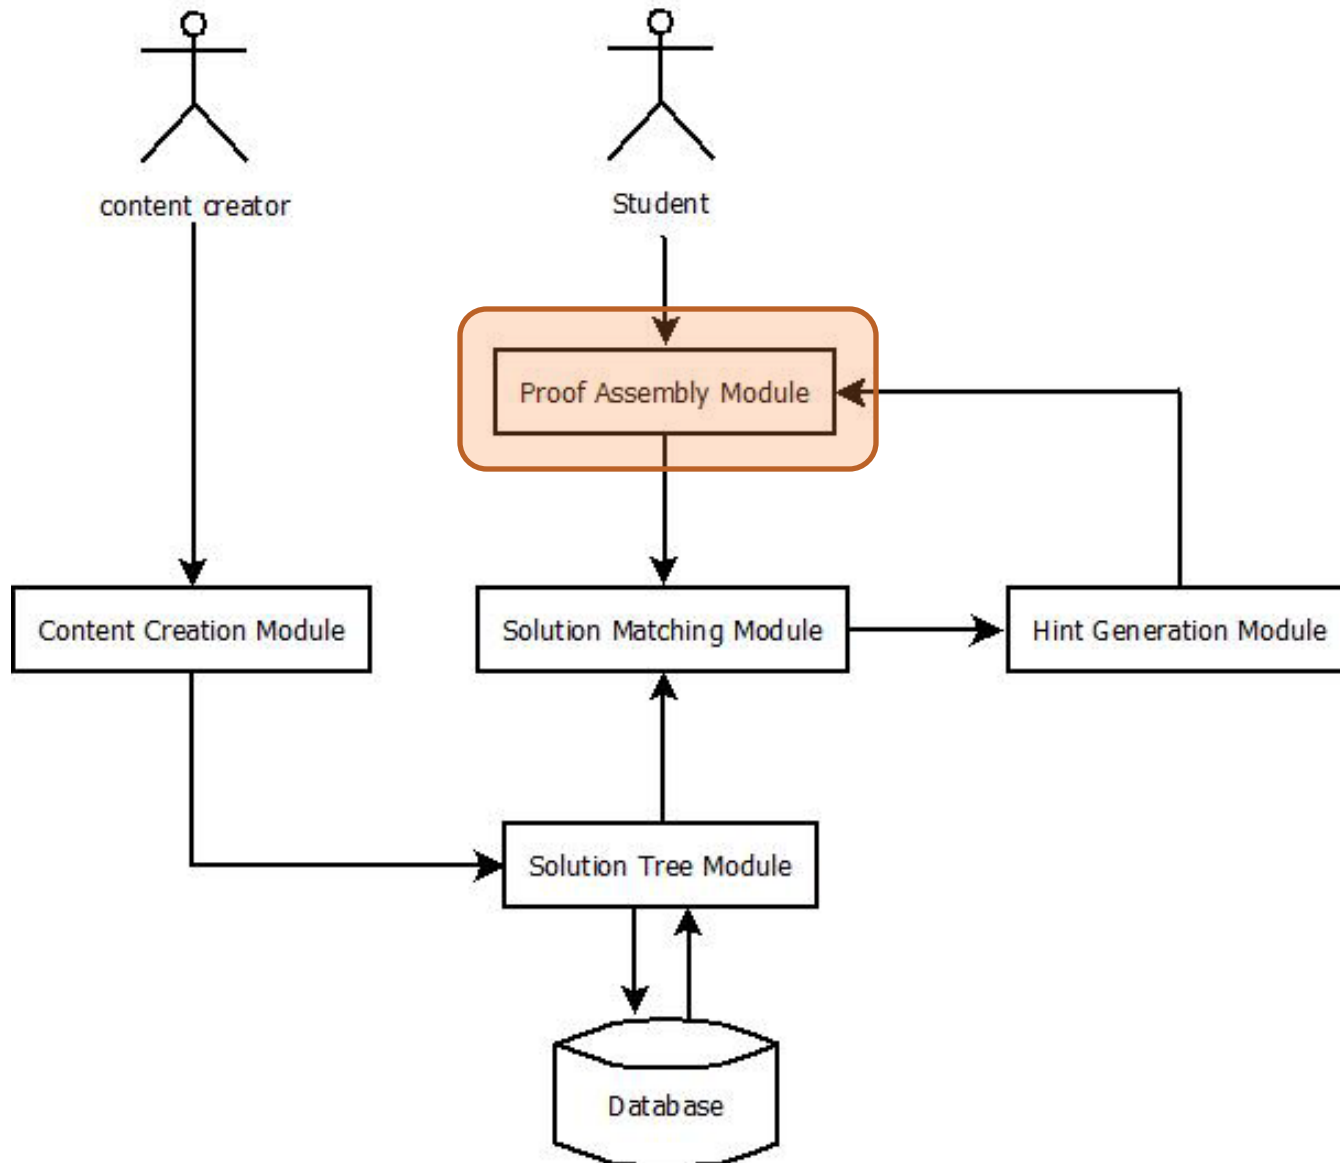 content creator
Student
Proof Assembly Module
Content Creation Module
Solution Matching Module
Hint Generation Module
Solution Tree Module
Database